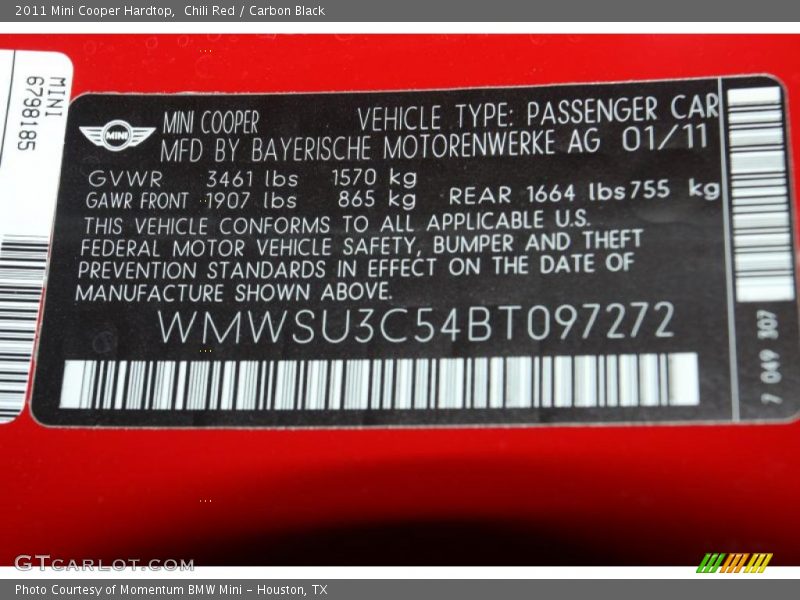 2011 Mini Cooper Hardtop,  Chili Red / Carbon Black
MINI
6798185
MINI
MINI COOPER
VEHICLE TYPE: PASSENGER CAR
MFD BY BAYERISCHE MOTORENWERKE AG 01/11
GVWR 3461 lbs 1570 kg
GAWR FRONT 1907 lbs 865 kg REAR 1664 lbs 755 kg
THIS VEHICLE CONFORMS TO ALL APPLICABLE U.S.
FEDERAL MOTOR VEHICLE SAFETY, BUMPER AND THEFT
PREVENTION STANDARDS IN EFFECT ON THE DATE OF
MANUFACTURE SHOWN ABOVE.
WMWSU3C54BT097272
7 049 307
GTcarlot.com
Photo Courtesy of Momentum BMW Mini - Houston, TX